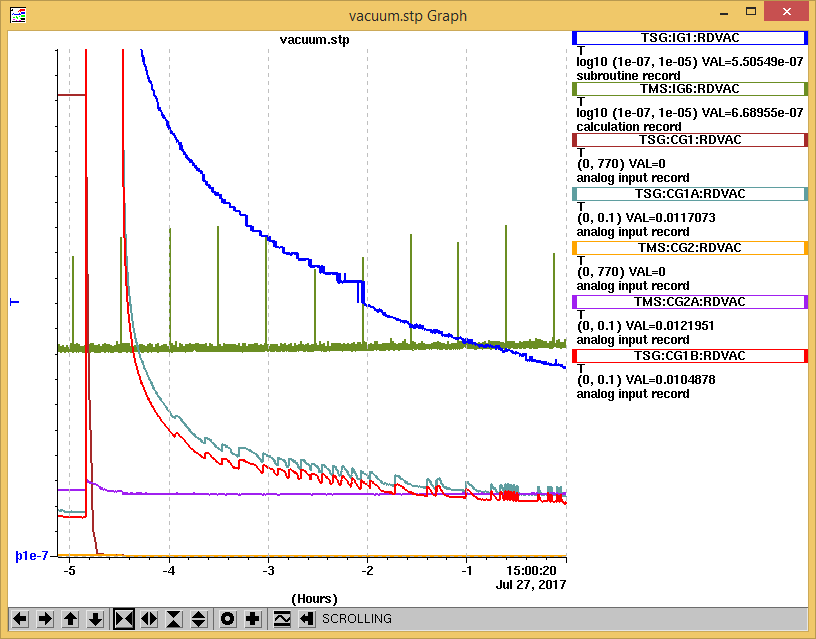 vacuum.stp Graph
vacuum.stp
TSG:IG1:RDVAC
T
log10 (1e-07, 1e-05) VAL=5.50549e-07
subroutine record
TMS:IG6:RDVAC
T
log10 (1e-07, 1e-05) VAL=6.68955e-07
calculation record
TSG:CG1:RDVAC
T
(0, 770) VAL=0
analog input record
TSG:CG1A:RDVAC
T
(0, 0.1) VAL=0.0117073
analog input record
TMS:CG2:RDVAC
T
(0, 770) VAL=0
analog input record
TMS:CG2A:RDVAC
T
(0, 0.1) VAL=0.0121951
analog input record
TSG:CG1B:RDVAC
T
(0, 0.1) VAL=0.0104878
analog input record
T
1e-7
-5 -4 -3 -2 -1 15:00:20
Jul 27, 2017
(Hours)
SCROLLING